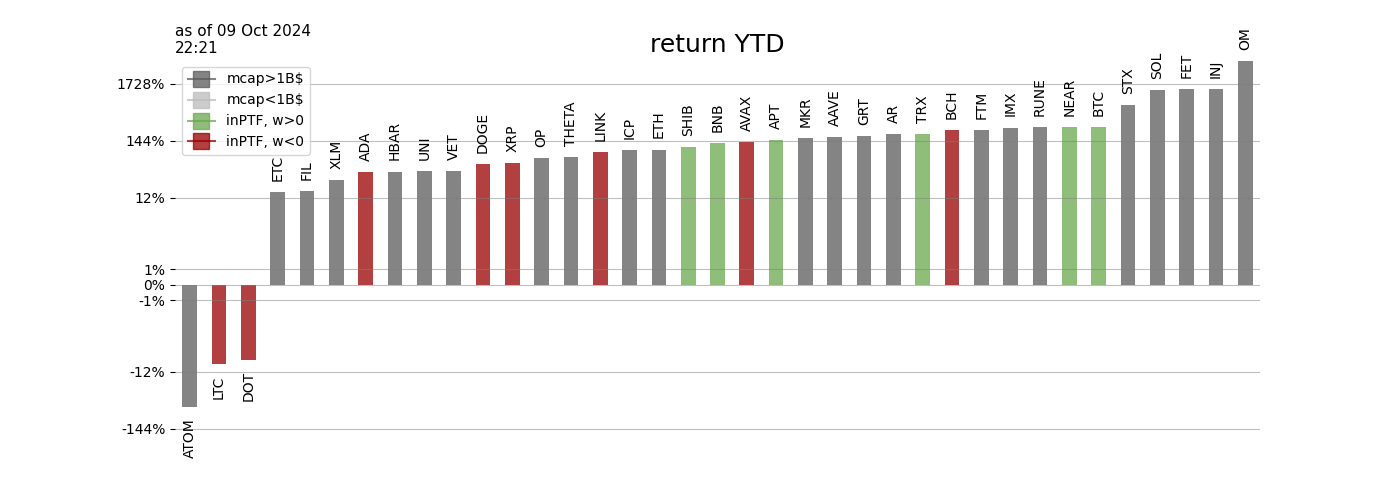 as of 09 Oct 2024
22:21
return YTD
mcap>1B$
mcap<1B$
inPTF, w>0
inPTF, w<0
1728%
144%
12%
1%
0%
-1%
-12%
-144%
ATOM
LTC
DOT
ETC
FIL
XLM
ADA
HBAR
UNI
VET
DOGE
XRP
OP
THETA
LINK
ICP
ETH
SHIB
BNB
AVAX
APT
MKR
AAVE
GRT
AR
TRX
BCH
FTM
IMX
RUNE
NEAR
BTC
STX
SOL
FET
INJ
OM